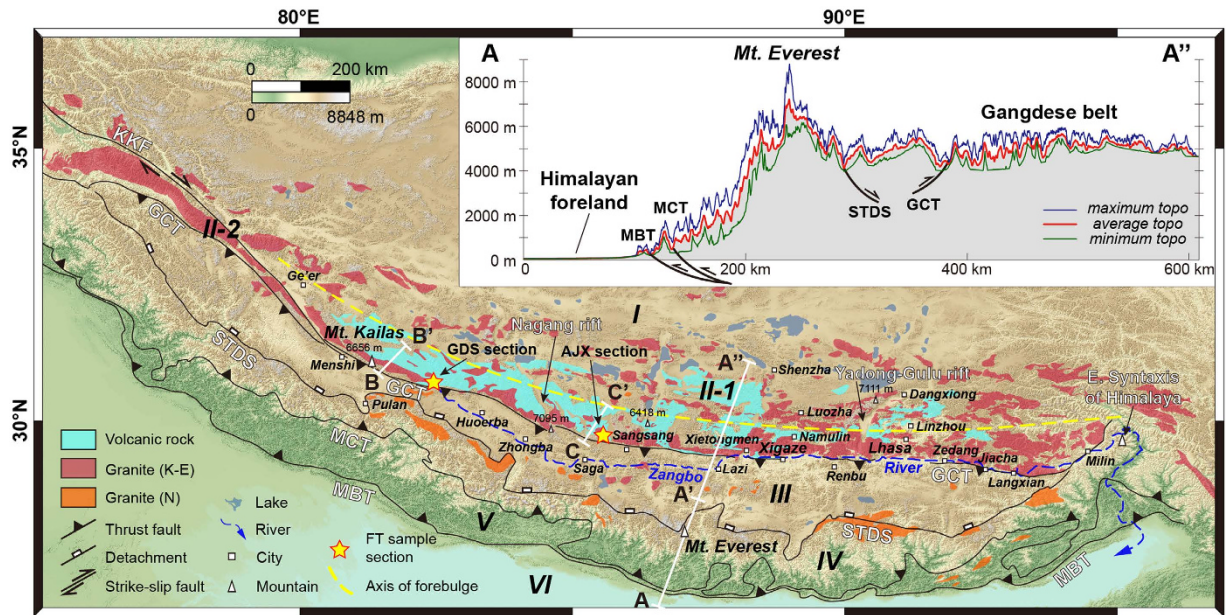 80°E
90°E
35°N
30°N
0
200 km
0
8848 m
A
A''
Mt. Everest
8000 m
6000 m
4000 m
2000 m
0 m
Gangdese belt
Himalayan
foreland
MBT
MCT
STDS
GCT
maximum topo
average topo
minimum topo
0
200 km
400 km
600 km
KKF
GCT
II-2
Ge'er
I
Mt. Kailas
6656 m
B'
Nagang rift
GDS section
AJX section
A''
Shenzha
Yadong-Gulu rift
7111 m
E. Syntaxis
of Himalaya
Menshi
STDS
B
GCT
C'
II-1
Dangxiong
Pulan
Huoerba
7095 m
6418 m
Luozha
Linzhou
MCT
Zhongba
C
Sangsang
Xietongmen
Namulin
Xigaze
Lhasa
Zedang
Jiacha
Milin
Saga
Zangbo
Lazi
Renbu
River
GCT
Langxian
MBT
A'
III
V
Mt. Everest
STDS
IV
MBT
VI
A
Volcanic rock
Granite (K-E)
Granite (N)
Thrust fault
Detachment
Strike-slip fault
Lake
River
City
Mountain
FT sample
section
Axis of forebulge